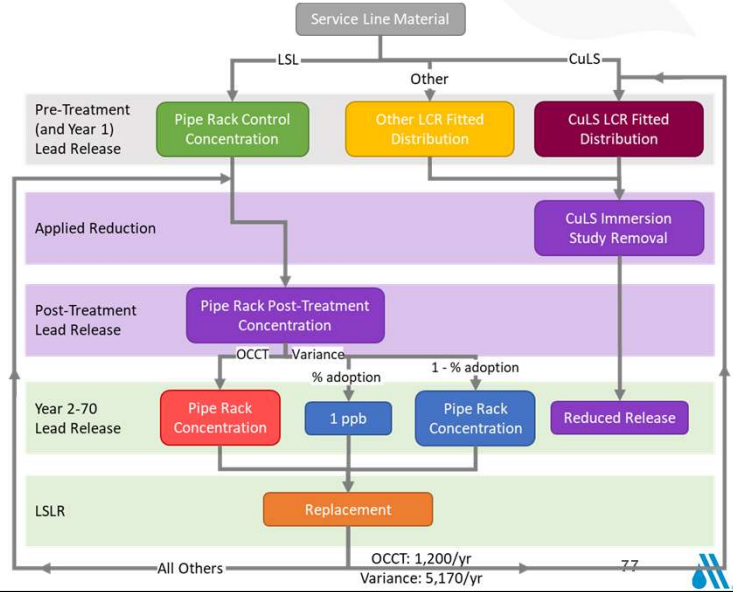 Service Line Material
LSL
Other
CuLS
Pre-Treatment
(and Year 1)
Lead Release
Pipe Rack Control
Concentration
Other LCR Fitted
Distribution
CuLS LCR Fitted
Distribution
Applied Reduction
CuLS Immersion
Study Removal
Post-Treatment
Lead Release
Pipe Rack Post-Treatment
Concentration
OCCT
Variance
% adoption
1 - % adoption
Year 2-70
Lead Release
Pipe Rack
Concentration
1 ppb
Pipe Rack
Concentration
Reduced Release
LSLR
Replacement
All Others
OCCT: 1,200/yr
Variance: 5,170/yr
77